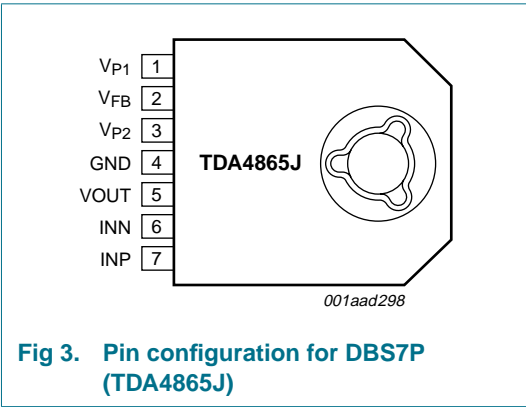 VP1 1
VFB 2
VP2 3
GND 4 TDA4865J
VOUT 5
INN 6
INP 7
001aad298
Fig 3. Pin configuration for DBS7P
(TDA4865J)